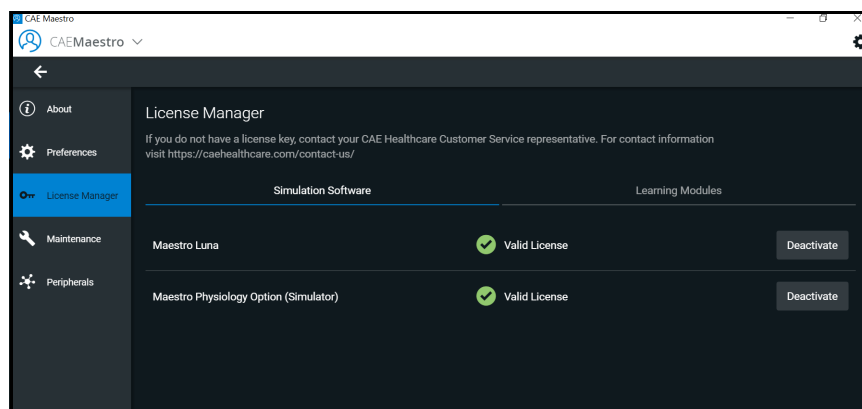 CAE Maestro
CAEMaestro
About
Preferences
License Manager
Maintenance
Peripherals
License Manager
If you do not have a license key, contact your CAE Healthcare Customer Service representative. For contact information
visit https://caehealthcare.com/contact-us/
Simulation Software
Learning Modules
Maestro Luna
Valid License
Deactivate
Maestro Physiology Option (Simulator)
Valid License
Deactivate